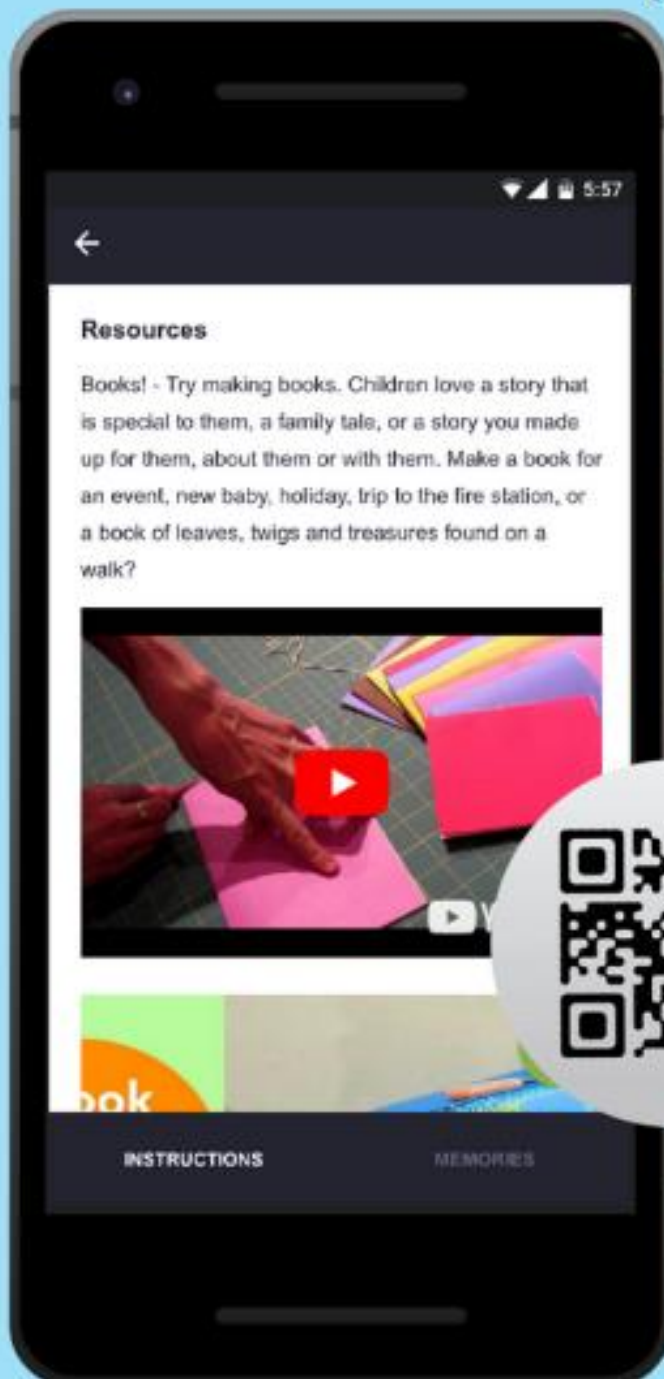 5:57
Resources
Books! - Try making books. Children love a story that
is special to them, a family tale, or a story you made
up for them, about them or with them. Make a book for
an event, new baby, holiday, trip to the fire station, or
a book of leaves, twigs and treasures found on a
walk?
INSTRUCTIONS
MEMORIES